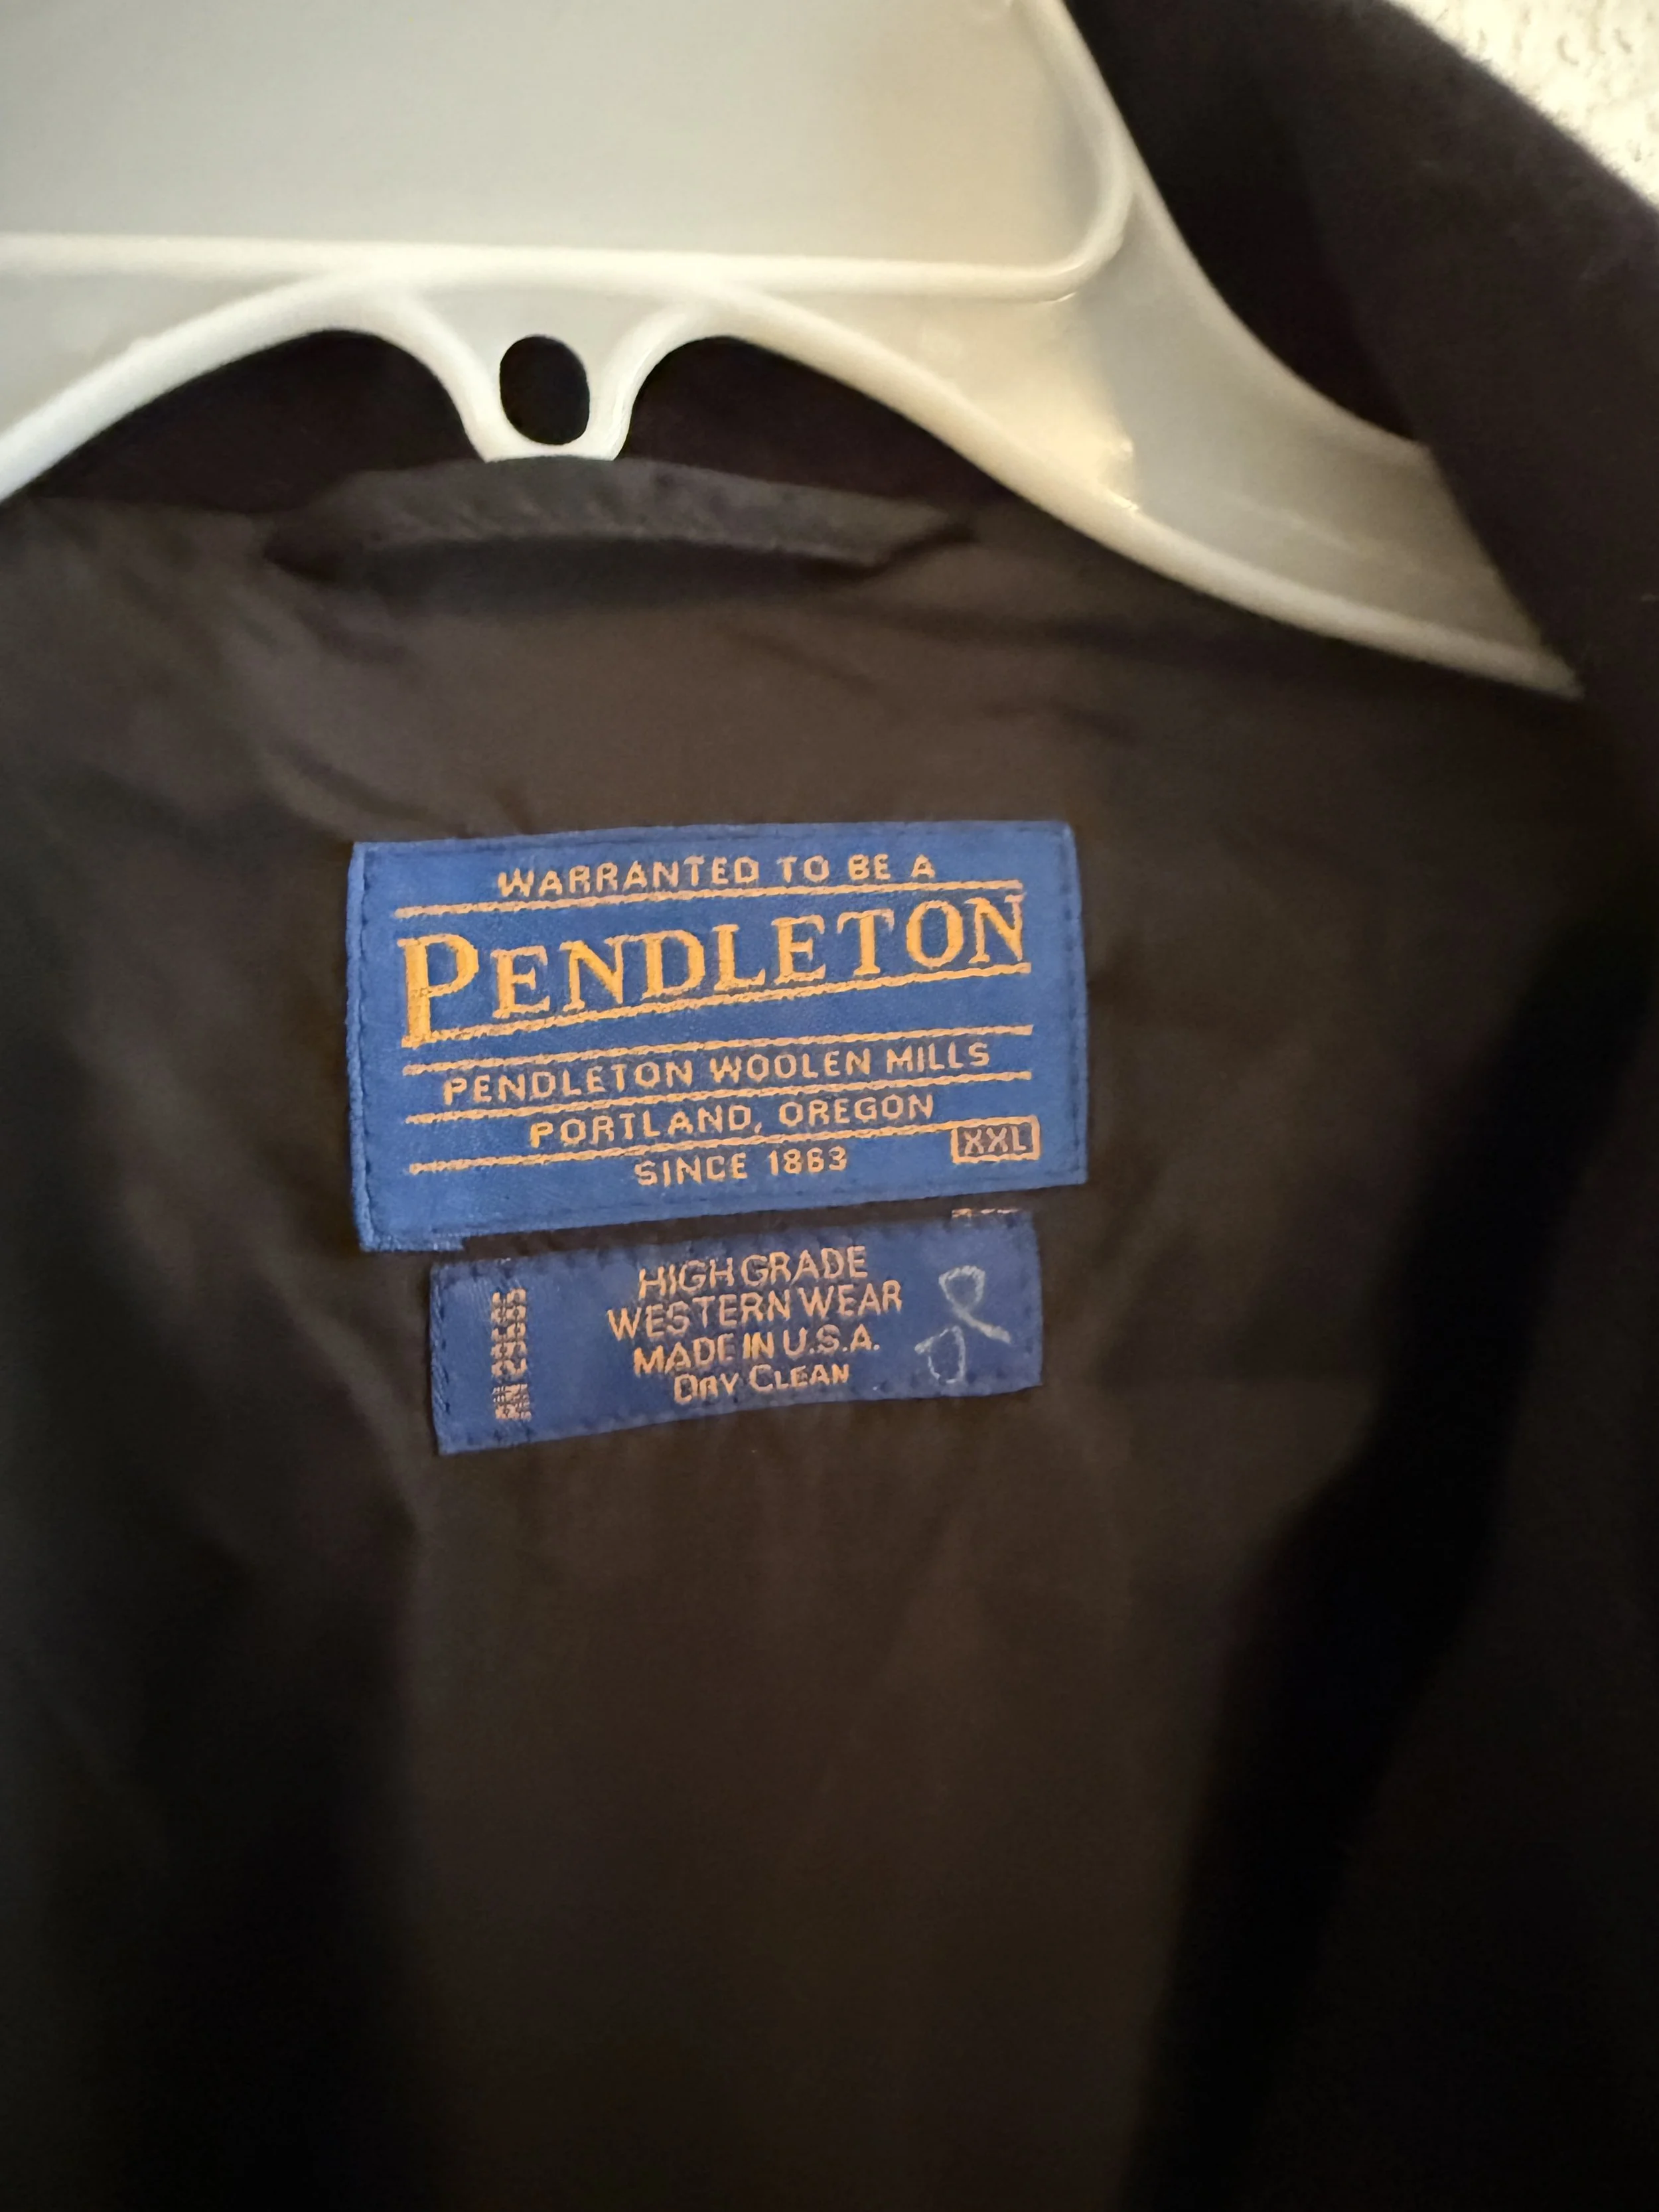 WARRANTED TO BE A
PENDLETON
PENDLETON WOOLEN MILLS
PORTLAND, OREGON
SINCE 1863
XXL
HIGH GRADE
WESTERN WEAR
MADE IN U.S.A.
DRY CLEAN